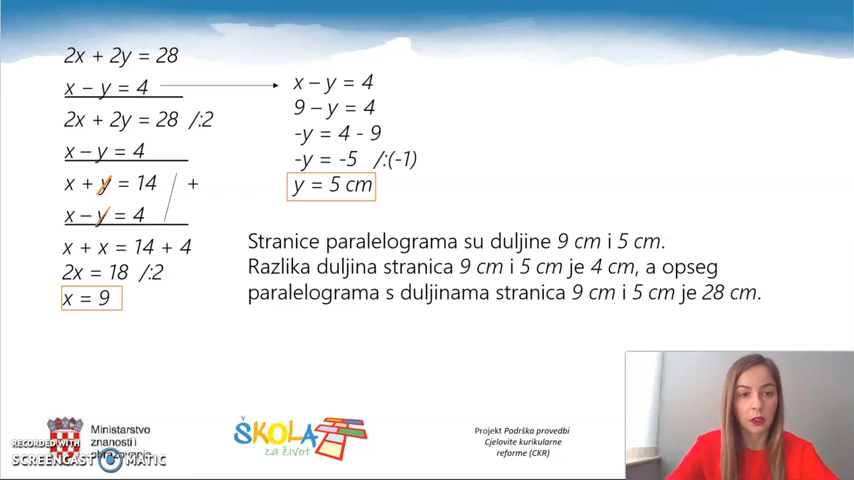 2x + 2y = 28
x – y = 4
2x + 2y = 28 /:2
x – y = 4
x + y = 14 +
x – y = 4
x + x = 14 + 4
2x = 18 /:2
x = 9
x – y = 4
9 – y = 4
-y = 4 - 9
-y = -5 /:(-1)
y = 5 cm
Stranice paralelograma su duljine 9 cm i 5 cm.
Razlika duljina stranica 9 cm i 5 cm je 4 cm, a opseg
paralelograma s duljinama stranica 9 cm i 5 cm je 28 cm.
Ministarstvo
znanosti i
obrazovanja
RECORDED WITH
SCREENCAST MATIC
ŠKOLA
za život
Projekt Podrška provedbi
Cjelovite kurikularne
reforme (CKR)